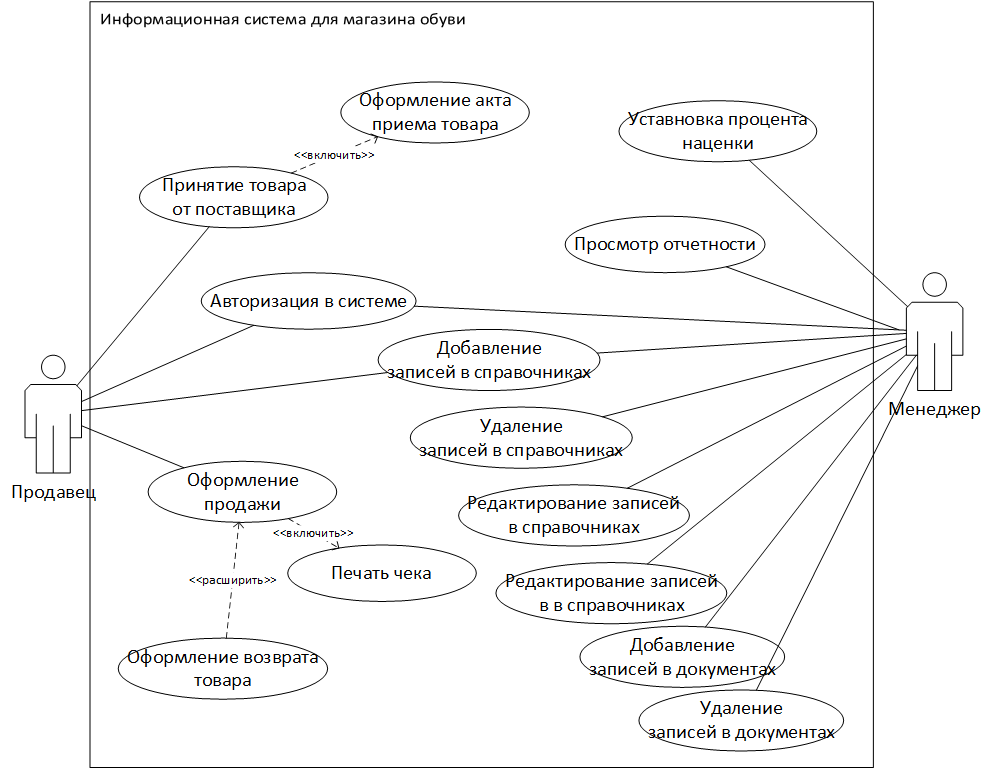 Информационная система для магазина обуви
Оформление акта
приема товара
Уставновка процента
наценки
<<включить>>
Принятие товара
от поставщика
Просмотр отчетности
Авторизация в системе
Добавление
записей в справочниках
Менеджер
Удаление
записей в справочниках
Продавец
Оформление
продажи
Редактирование записей
в справочниках
<<включить>>
Печать чека
<<расширить>>
Редактирование записей
в в справочниках
Добавление
записей в документах
Оформление возврата
товара
Удаление
записей в документах